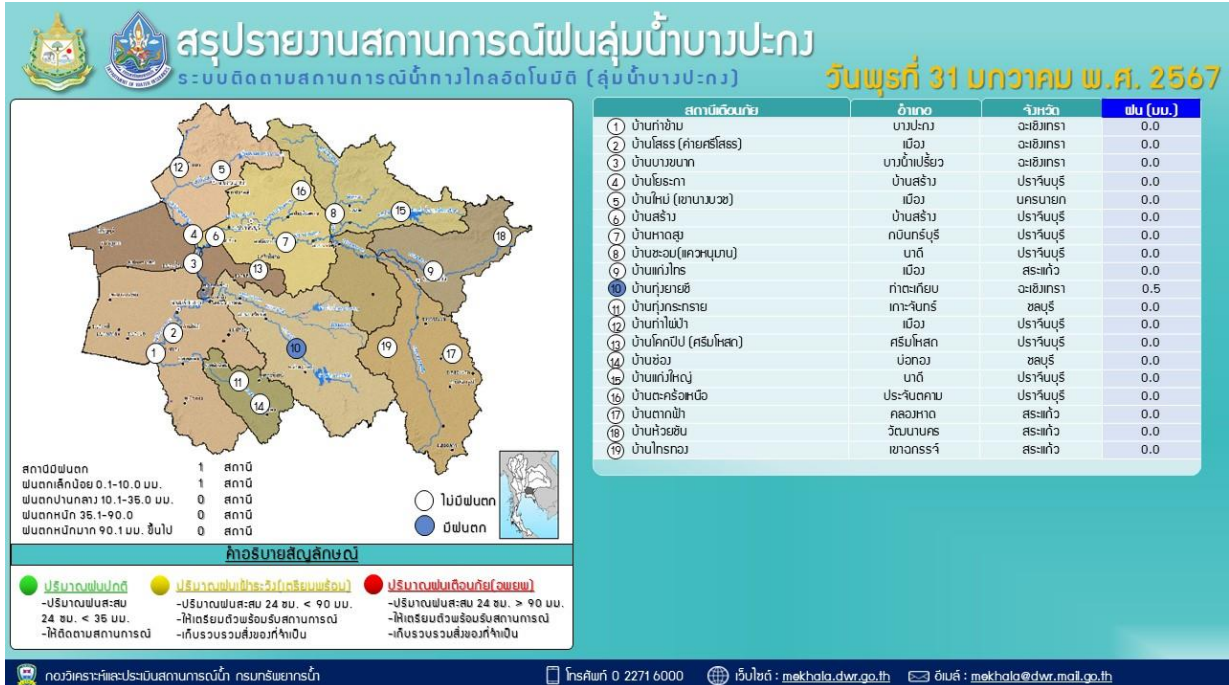 สรุปรายงานสถานการณ์ฝนลุ่มน้ำบางปะกง
ระบบติดตามสถานการณ์น้ำทางไกลอัตโนมัติ (ลุ่มน้ำบางปะกง)
วันพุธที่ 31 มกราคม พ.ศ. 2567
สถานีเตือนภัย อำเภอ จังหวัด ฝน (มม.)
1 บ้านท่าข้าม บางปะกง ฉะเชิงเทรา 0.0
2 บ้านโสธร (ค่ายศรีโสธร) เมือง ฉะเชิงเทรา 0.0
3 บ้านบางขนาก บางน้ำเปรี้ยว ฉะเชิงเทรา 0.0
4 บ้านโยธะกา บ้านสร้าง ปราจีนบุรี 0.0
5 บ้านใหม่ (เขานางบวช) เมือง นครนายก 0.0
6 บ้านสร้าง บ้านสร้าง ปราจีนบุรี 0.0
7 บ้านหาดสูง กบินทร์บุรี ปราจีนบุรี 0.0
8 บ้านชะอม(แควหนุมาน) นาดี ปราจีนบุรี 0.0
9 บ้านแก่งไทร เมือง สระแก้ว 0.0
10 บ้านทุ่งยายชี ท่าตะเกียบ ฉะเชิงเทรา 0.5
11 บ้านทุ่งกระทราย เกาะจันทร์ ชลบุรี 0.0
12 บ้านท่าไผ่ป่า เมือง ปราจีนบุรี 0.0
13 บ้านโคกปีป (ศรีมโหสถ) ศรีมโหสถ ปราจีนบุรี 0.0
14 บ้านช่อง บ่อทอง ชลบุรี 0.0
15 บ้านแก่งใหญ่ นาดี ปราจีนบุรี 0.0
16 บ้านตะคร้อเหนือ ประจันตคาม ปราจีนบุรี 0.0
17 บ้านตากฟ้า คลองหาด สระแก้ว 0.0
18 บ้านห้วยชัน วัฒนานคร สระแก้ว 0.0
19 บ้านไทรทอง เขาฉกรรจ์ สระแก้ว 0.0
12
5
16
8
15
18
4
6
7
3
13
9
2
1
10
19
17
11
14
สถานีมีฝนตก 1 สถานี
ฝนตกเล็กน้อย 0.1-10.0 มม. 1 สถานี
ฝนตกปานกลาง 10.1-35.0 มม. 0 สถานี
ฝนตกหนัก 35.1-90.0 0 สถานี
ฝนตกหนักมาก 90.1 มม. ขึ้นไป 0 สถานี
ไม่มีฝนตก
มีฝนตก
คำอธิบายสัญลักษณ์
ปริมาณฝนปกติ
-ปริมาณฝนสะสม
24 ชม. < 35 มม.
-ให้ติดตามสถานการณ์
ปริมาณฝนเฝ้าระวัง(เตรียมพร้อม)
-ปริมาณฝนสะสม 24 ชม. < 90 มม.
-ให้เตรียมตัวพร้อมรับสถานการณ์
-เก็บรวบรวมสิ่งของที่จำเป็น
ปริมาณฝนเตือนภัย(อพยพ)
-ปริมาณฝนสะสม 24 ชม. > 90 มม.
-ให้เตรียมตัวพร้อมรับสถานการณ์
-เก็บรวบรวมสิ่งของที่จำเป็น
กองวิเคราะห์และประเมินสถานการณ์น้ำ กรมทรัพยากรน้ำ
โทรศัพท์ 0 2271 6000
เว็บไซต์ : mekhala.dwr.go.th
อีเมล์ : mekhala@dwr.mail.go.th